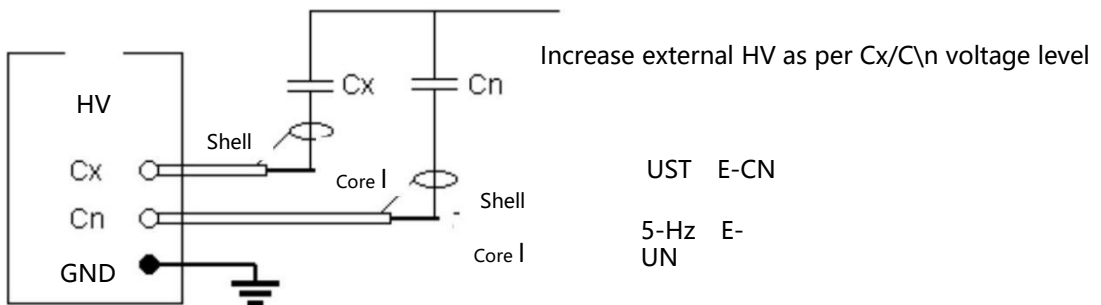 Increase external HV as per Cx/C\n voltage level
Cx
Cn
HV
Shell
Cx
Core l
UST E-CN
Shell
Cn
5-Hz E-
UN
Core l
GND